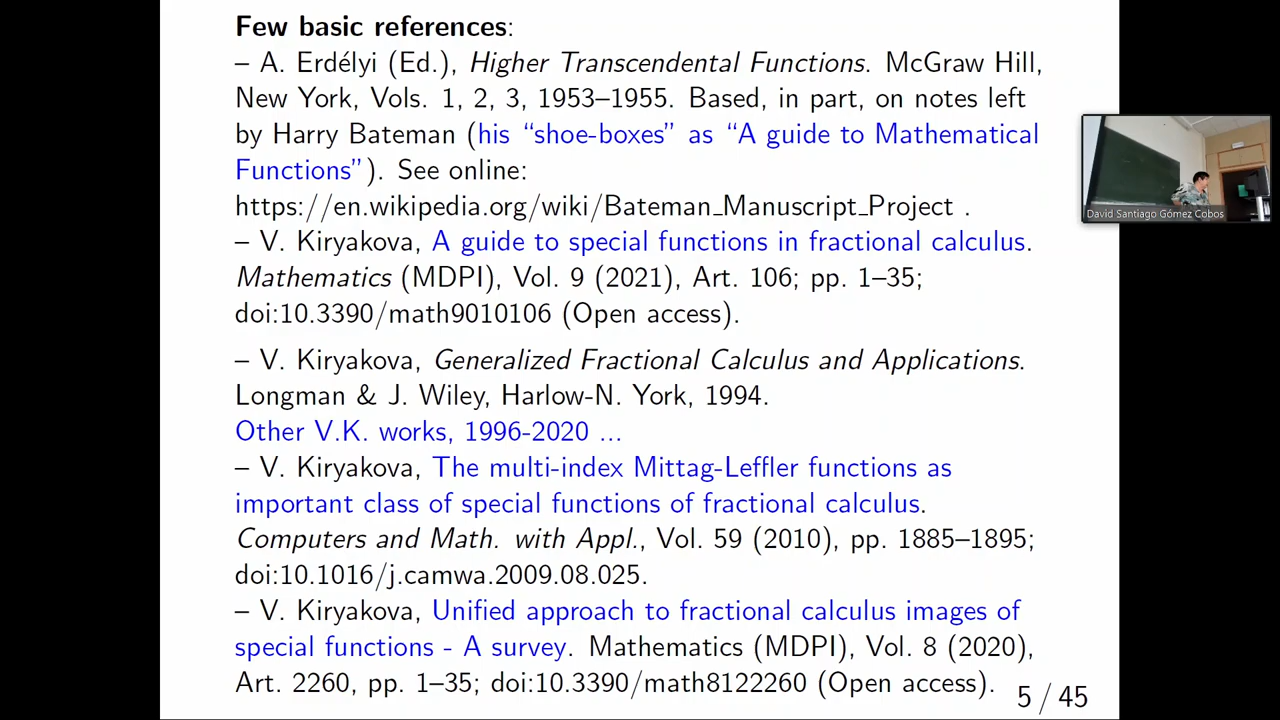 Few basic references:
– A. Erdélyi (Ed.), Higher Transcendental Functions. McGraw Hill,
New York, Vols. 1, 2, 3, 1953–1955. Based, in part, on notes left
by Harry Bateman (his “shoe-boxes” as “A guide to Mathematical
Functions”). See online:
https://en.wikipedia.org/wiki/Bateman_Manuscript_Project .
– V. Kiryakova, A guide to special functions in fractional calculus.
Mathematics (MDPI), Vol. 9 (2021), Art. 106; pp. 1–35;
doi:10.3390/math9010106 (Open access).
– V. Kiryakova, Generalized Fractional Calculus and Applications.
Longman & J. Wiley, Harlow-N. York, 1994.
Other V.K. works, 1996-2020 ...
– V. Kiryakova, The multi-index Mittag-Leffler functions as
important class of special functions of fractional calculus.
Computers and Math. with Appl., Vol. 59 (2010), pp. 1885–1895;
doi:10.1016/j.camwa.2009.08.025.
– V. Kiryakova, Unified approach to fractional calculus images of
special functions - A survey. Mathematics (MDPI), Vol. 8 (2020),
Art. 2260, pp. 1–35; doi:10.3390/math8122260 (Open access).
5 / 45
David Santiago Gómez Cobos